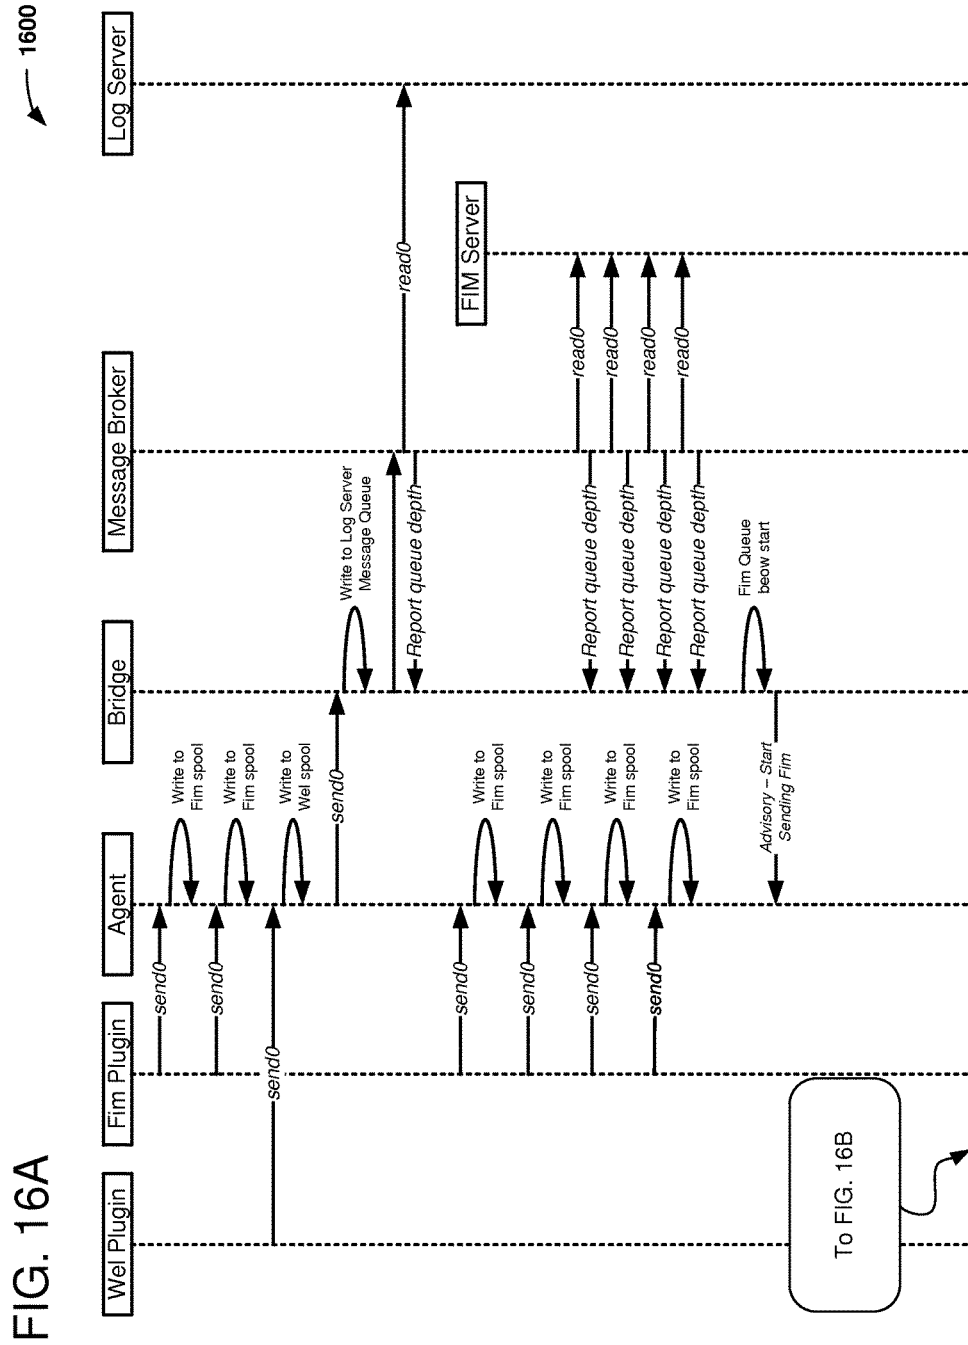 FIG. 16A
1600
Wel Plugin
Fim Plugin
Agent
Bridge
Message Broker
Log Server
send0
Write to
Fim spool
send0
Write to
Fim spool
send0
Write to
Wel spool
send0
Write to Log Server
Message Queue
read0
Report queue depth
FIM Server
send0
Write to
Fim spool
send0
Write to
Fim spool
send0
Write to
Fim spool
send0
Write to
Fim spool
read0
Report queue depth
read0
Report queue depth
read0
Report queue depth
read0
Report queue depth
Fim Queue
beow start
Advisory – Start
Sending Fim
To FIG. 16B